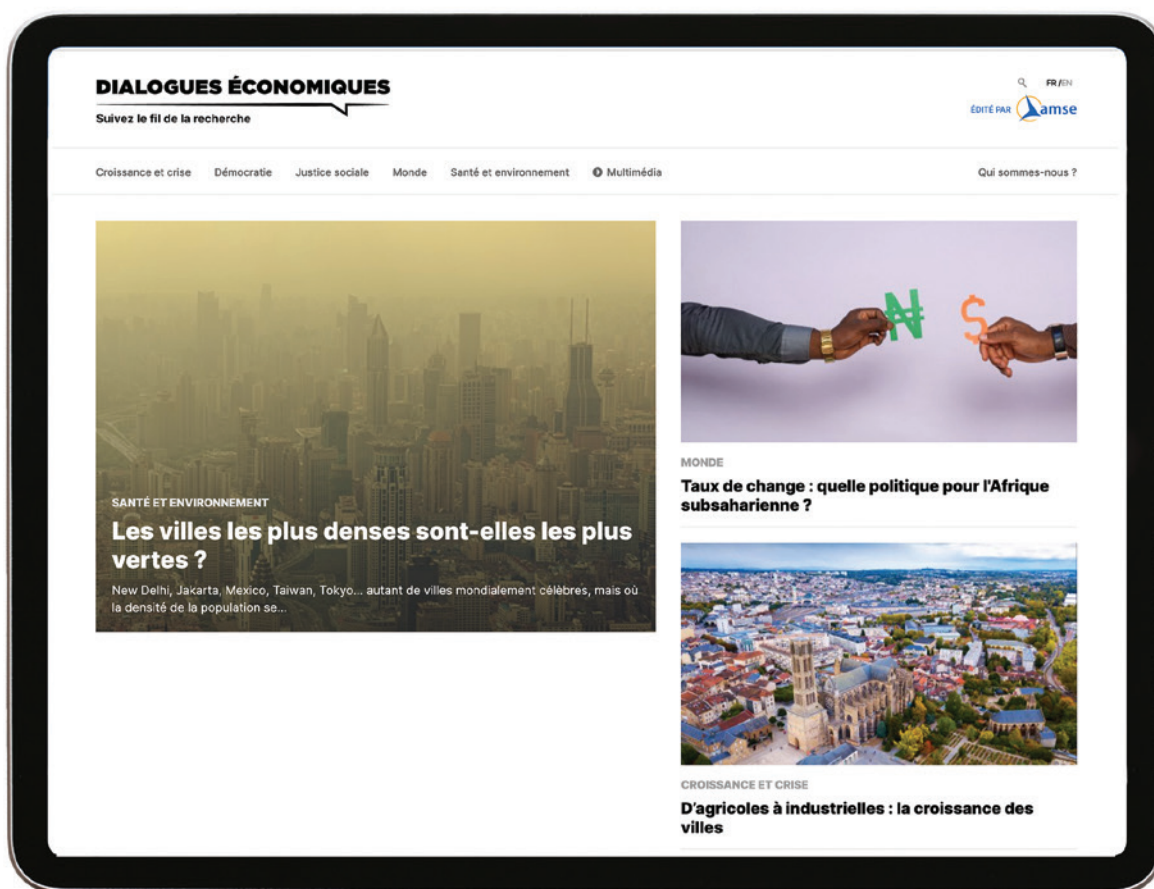 DIALOGUES ÉCONOMIQUES
Suivez le fil de la recherche
FR/EN
ÉDITÉ PAR amse
Croissance et crise Démocratie Justice sociale Monde Santé et environnement Multimédia Qui sommes-nous ?
SANTÉ ET ENVIRONNEMENT
Les villes les plus denses sont-elles les plus
vertes ?
New Delhi, Jakarta, Mexico, Taiwan, Tokyo... autant de villes mondialement célèbres, mais où
la densité de la population se...
₦ $
MONDE
Taux de change : quelle politique pour l'Afrique
subsaharienne ?
CROISSANCE ET CRISE
D’agricoles à industrielles : la croissance des
villes